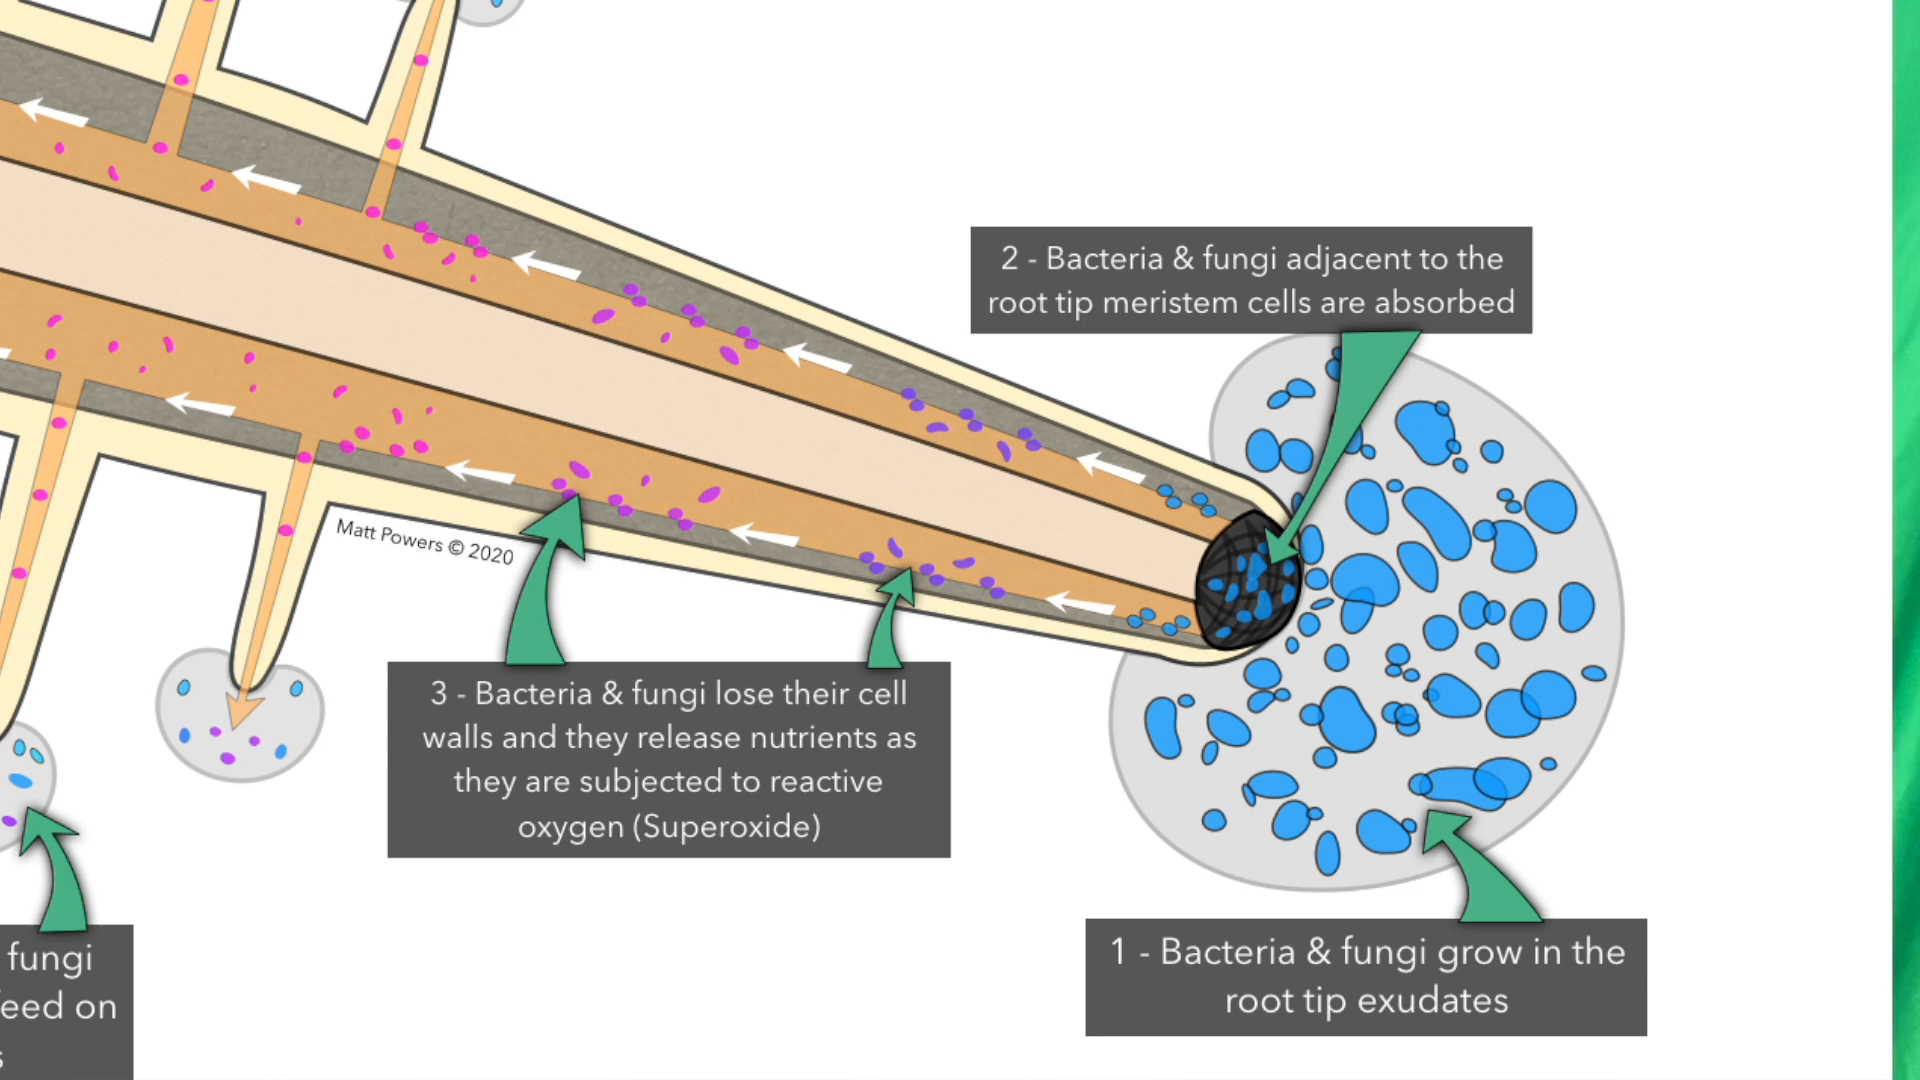 2 - Bacteria & fungi adjacent to the
root tip meristem cells are absorbed
Matt Powers © 2020
3 - Bacteria & fungi lose their cell
walls and they release nutrients as
they are subjected to reactive
oxygen (Superoxide)
1 - Bacteria & fungi grow in the
root tip exudates
fungi
on